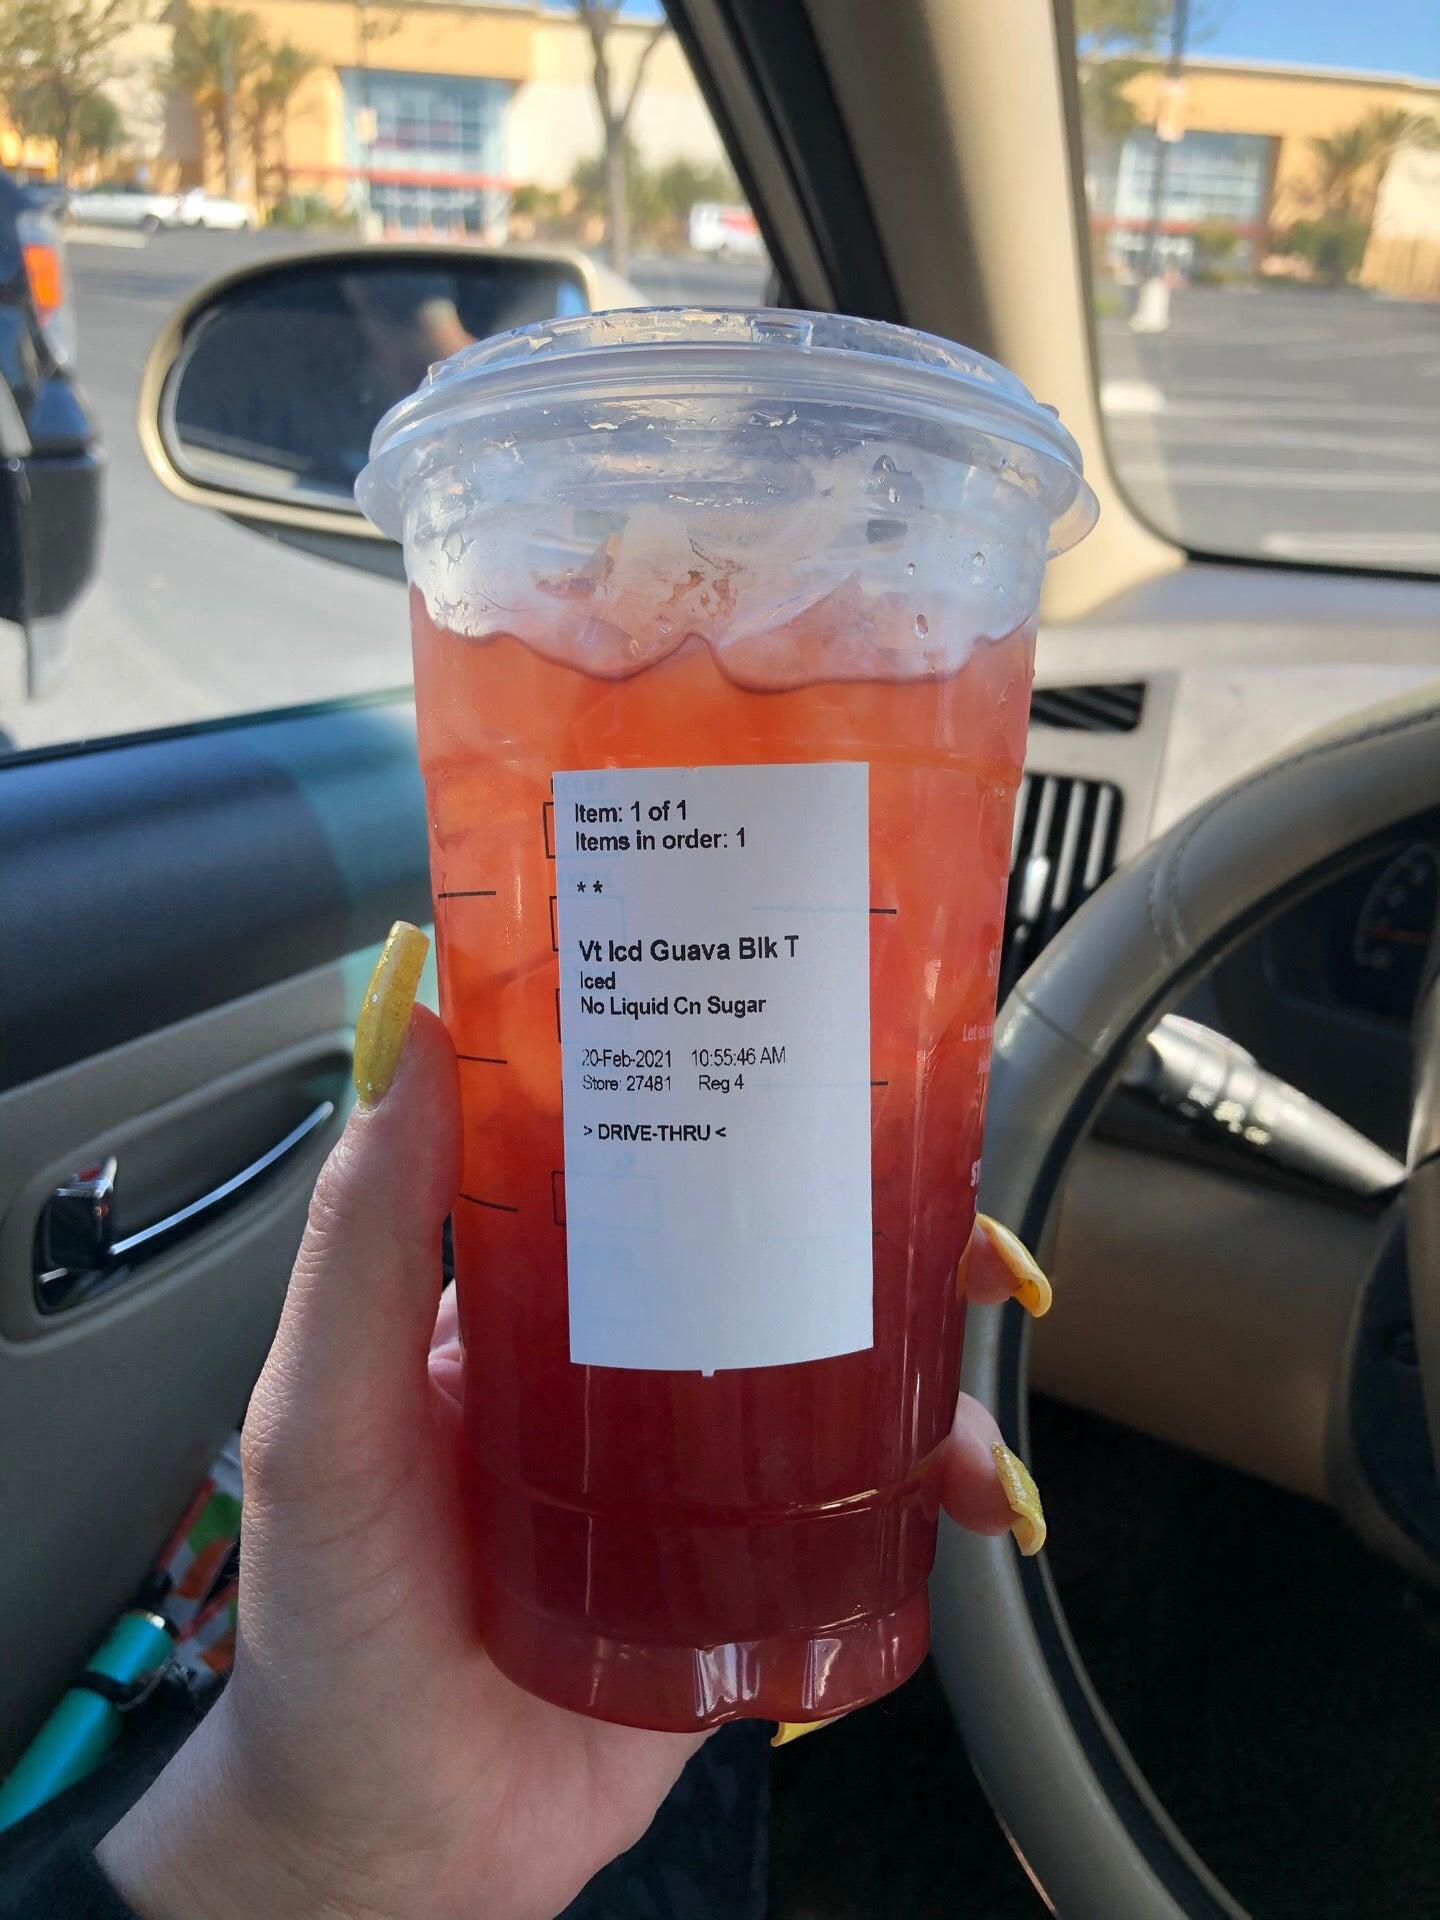 Item: 1 of 1
Items in order: 1
* *
Vt Icd Guava Blk T
Iced
No Liquid Cn Sugar
20-Feb-2021 10:55:46 AM
Store: 27481 Reg 4
> DRIVE-THRU <
Let